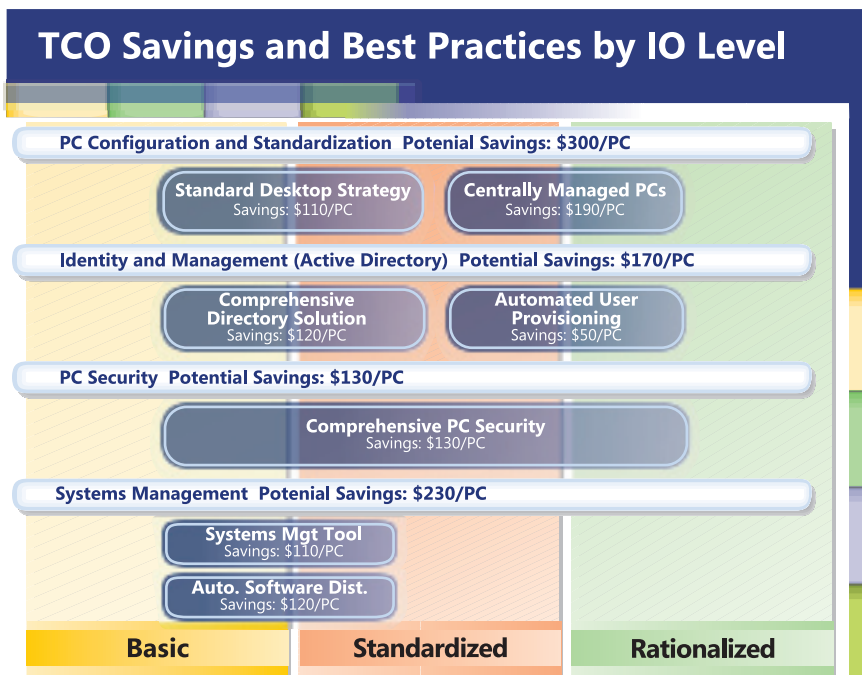 TCO Savings and Best Practices by IO Level
PC Configuration and Standardization  Potenial Savings: $300/PC
Standard Desktop Strategy
Savings: $110/PC
Centrally Managed PCs
Savings: $190/PC
Identity and Management (Active Directory)  Potential Savings: $170/PC
Comprehensive
Directory Solution
Savings: $120/PC
Automated User
Provisioning
Savings: $50/PC
PC Security  Potential Savings: $130/PC
Comprehensive PC Security
Savings: $130/PC
Systems Management  Potenial Savings: $230/PC
Systems Mgt Tool
Savings: $110/PC
Auto. Software Dist.
Savings: $120/PC
Basic
Standardized
Rationalized